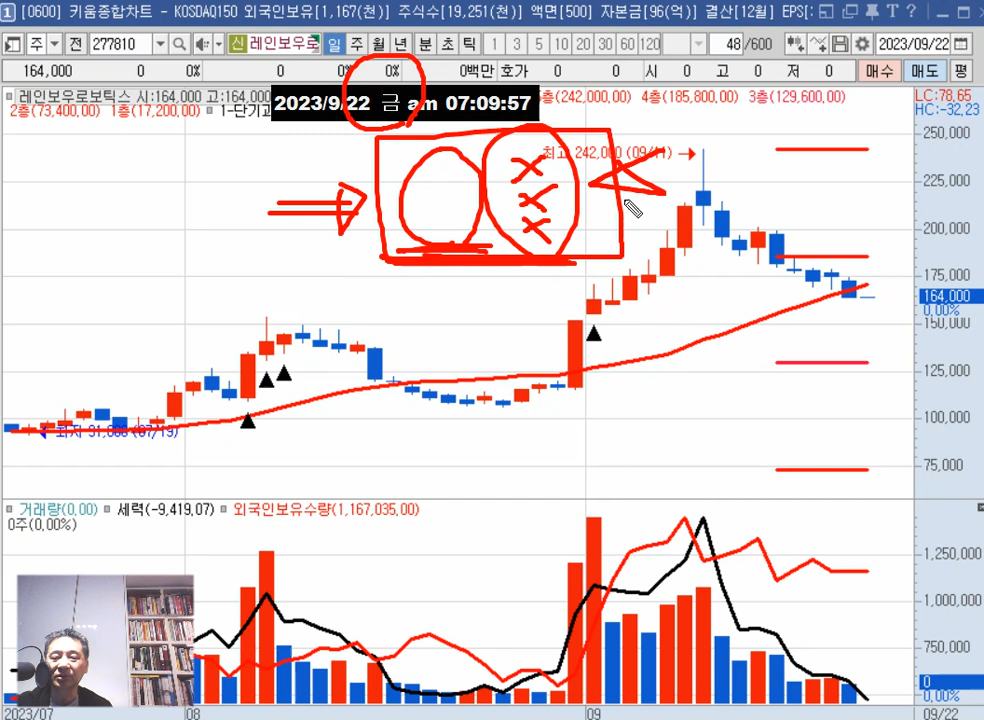 [0600] 키움종합차트 - KOSDAQ150 외국인보유[1,167(천)] 주식수[19,251(천)] 액면[500] 자본금[96(억)] 결산[12월] EPS[:
주 전 277810 신 레인보우로 일 주 월 년 분 초 틱 1 3 5 10 20 30 60 120 48 /600 2023/09/22
164,000 0 0% 0 0% 0% 0백만 호가 0 0 시 0 고 0 저 0 매수 매도 평
레인보우로보틱스 시:164,000 고:164,000 층(242,000,00) 4층(185,800,00) 3층(129,600,00) LC:78,65
2023/9/22 금 am 07:09:57
2층(73,400,00) 1층(17,200,00) 1-단기고 HC:-32,23
250,000
최고 242,000 (09/11)
X
X
X
225,000
200,000
175,000
164,000
0,00%
150,000
125,000
100,000
최저 91,000 (07/19)
75,000
거래량(0,00) 세력(-9,419,07) 외국인보유수량(1,167,035,00)
0주(0,00%)
1,250,000
1,000,000
750,000
0
0,00%
2023/07 08 09 09/22